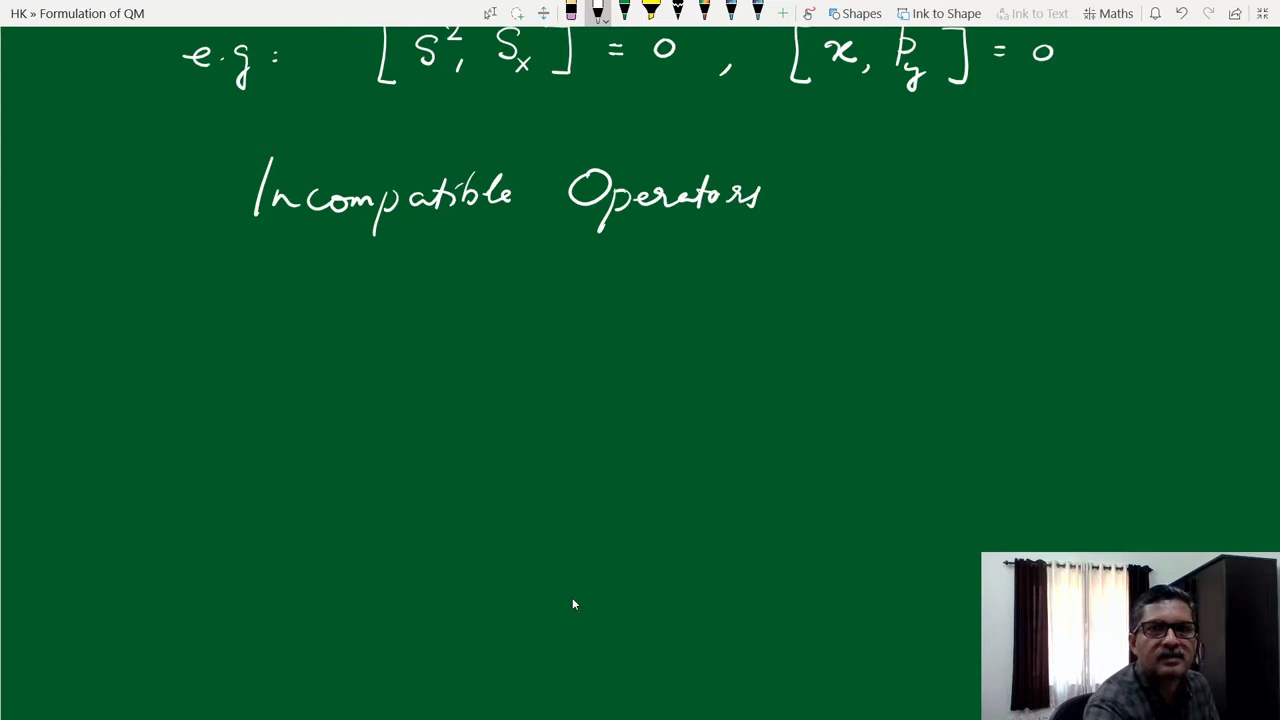 HK » Formulation of QM Shapes Ink to Shape Ink to Text Maths
e.g: [S², Sₓ] = 0 , [x, p_y] = 0
Incompatible Operators